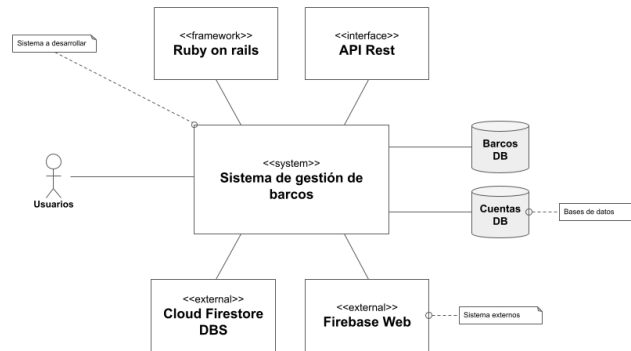 <<framework>>
Ruby on rails
<<interface>>
API Rest
Sistema a desarrollar
<<system>>
Sistema de gestión de
barcos
Barcos
DB
Usuarios
Cuentas
DB
Bases de datos
<<external>>
Cloud Firestore
DBS
<<external>>
Firebase Web
Sistema externos